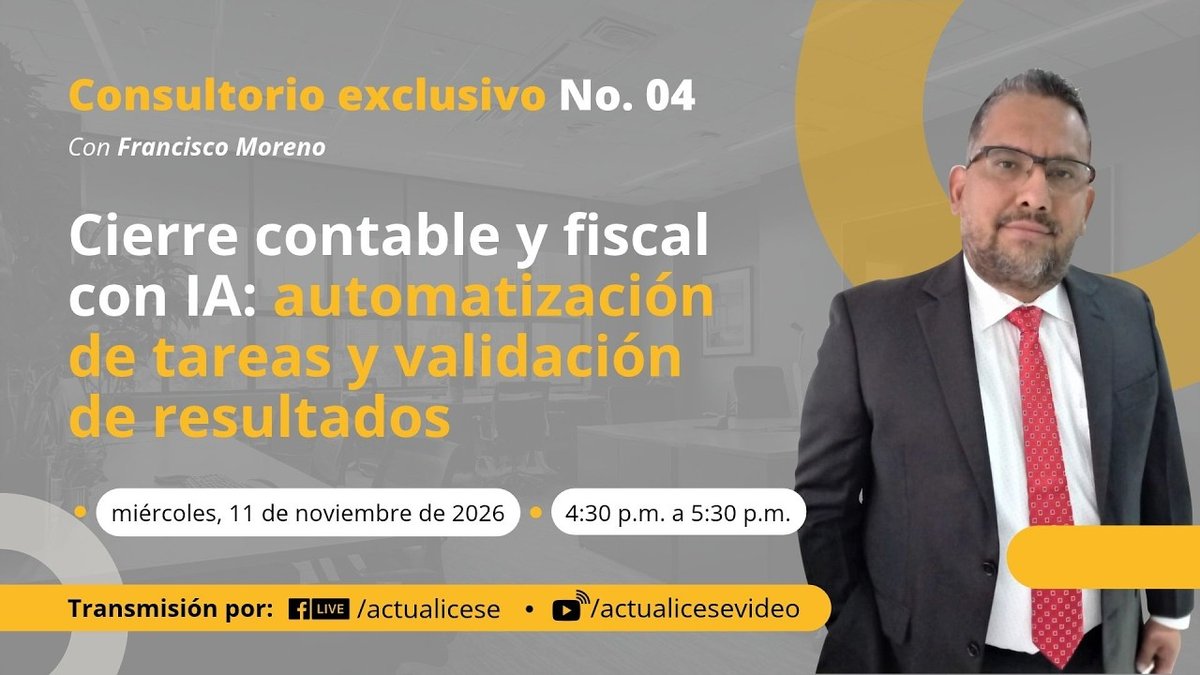 Consultorio exclusivo No. 04
Con Francisco Moreno
Cierre contable y fiscal
con IA: automatización
de tareas y validación
de resultados
miércoles, 11 de noviembre de 2026
4:30 p.m. a 5:30 p.m.
Transmisión por: LIVE /actualicese • /actualicesevideo